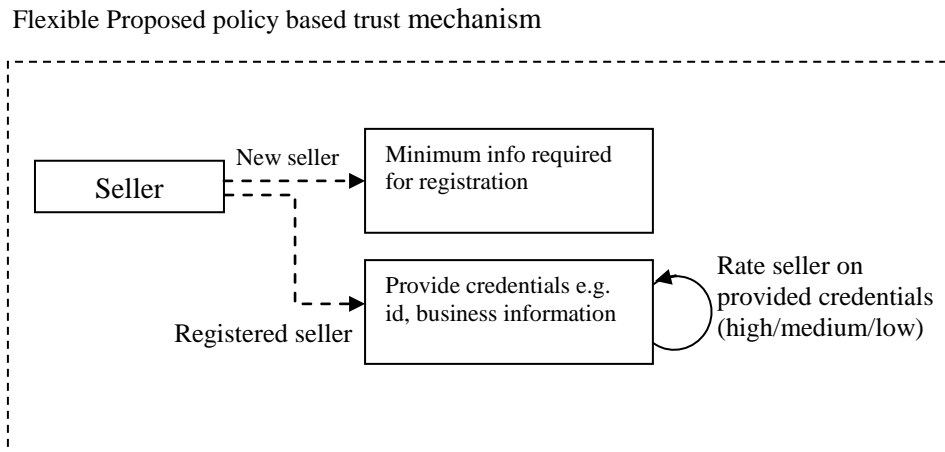 Flexible Proposed policy based trust mechanism
Seller
New seller
Minimum info required
for registration
Registered seller
Provide credentials e.g.
id, business information
Rate seller on
provided credentials
(high/medium/low)